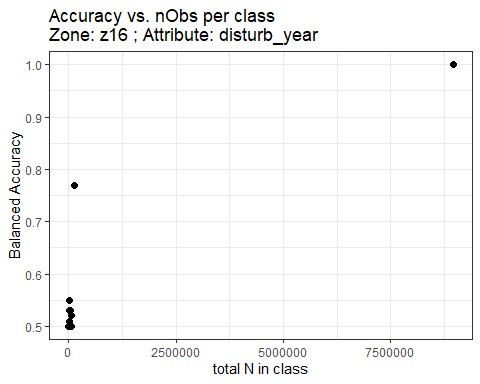 Accuracy vs. nObs per class
Zone: z16 ; Attribute: disturb_year
1.0
0.9
0.8
0.7
0.6
0.5
Balanced Accuracy
0 2500000 5000000 7500000
total N in class